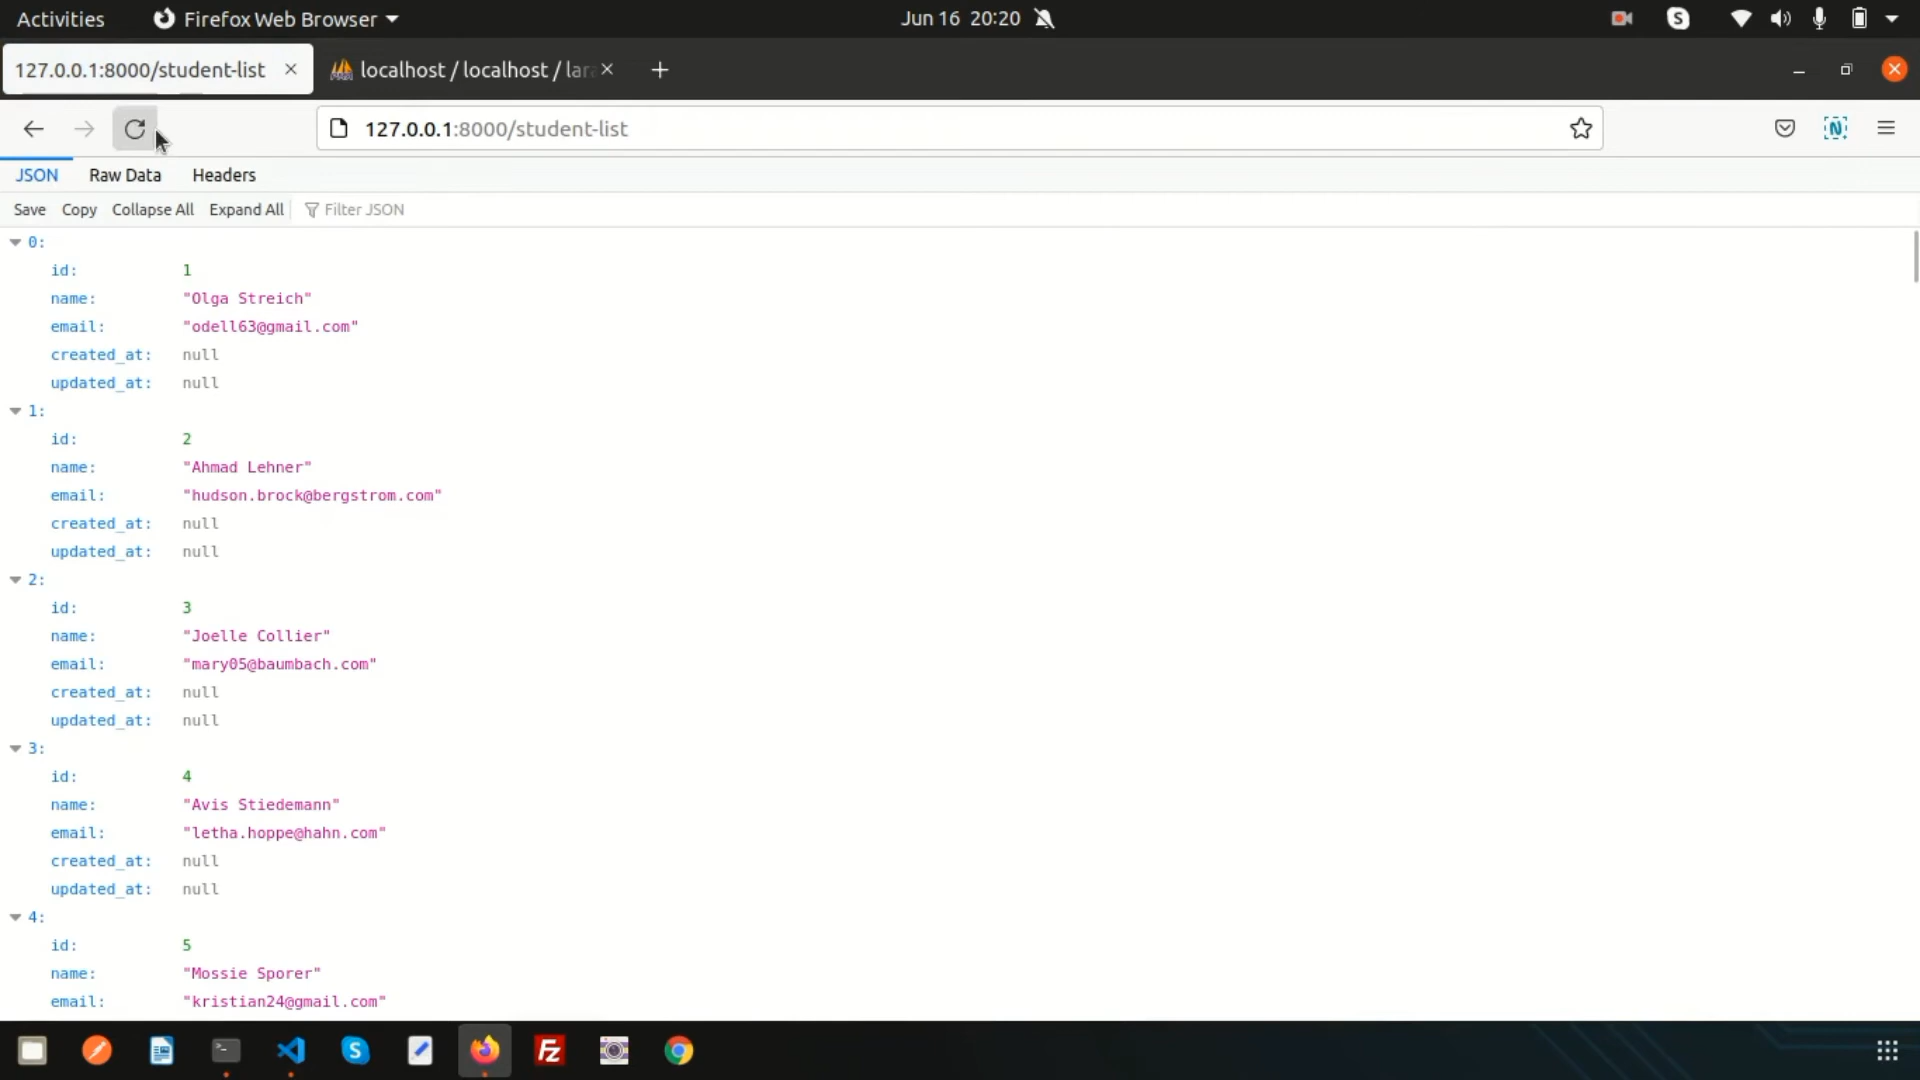 Activities Firefox Web Browser Jun 16 20:20
127.0.0.1:8000/student-list localhost / localhost / lar
127.0.0.1:8000/student-list
JSON Raw Data Headers
Save Copy Collapse All Expand All Filter JSON
0:
id: 1
name: "Olga Streich"
email: "odell63@gmail.com"
created_at: null
updated_at: null
1:
id: 2
name: "Ahmad Lehner"
email: "hudson.brock@bergstrom.com"
created_at: null
updated_at: null
2:
id: 3
name: "Joelle Collier"
email: "mary05@baumbach.com"
created_at: null
updated_at: null
3:
id: 4
name: "Avis Stiedemann"
email: "letha.hoppe@hahn.com"
created_at: null
updated_at: null
4:
id: 5
name: "Mossie Sporer"
email: "kristian24@gmail.com"